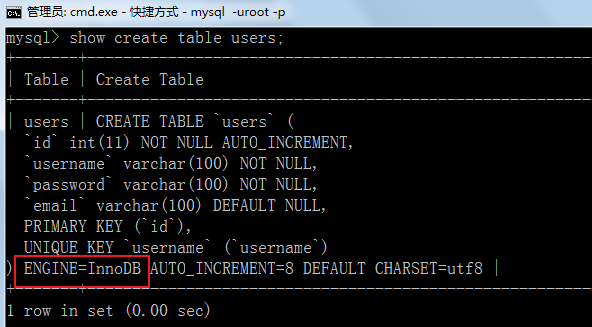 管理员: cmd.exe - 快捷方式 - mysql  -uroot -p
mysql> show create table users;
+-------+---------------------------------------------
| Table | Create Table
+-------+---------------------------------------------
| users | CREATE TABLE `users` (
  `id` int(11) NOT NULL AUTO_INCREMENT,
  `username` varchar(100) NOT NULL,
  `password` varchar(100) NOT NULL,
  `email` varchar(100) DEFAULT NULL,
  PRIMARY KEY (`id`),
  UNIQUE KEY `username` (`username`)
) ENGINE=InnoDB AUTO_INCREMENT=8 DEFAULT CHARSET=utf8 |
+-------+---------------------------------------------
1 row in set (0.00 sec)